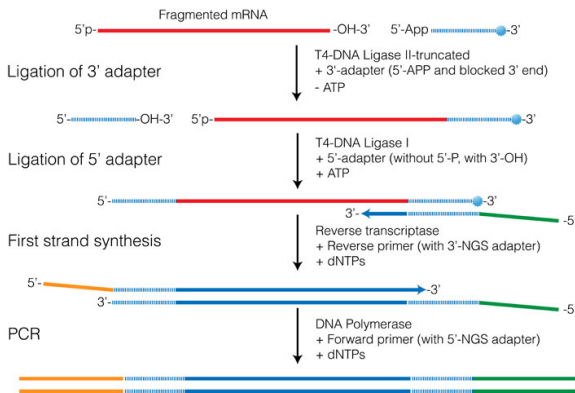 Fragmented mRNA
5'p-
-OH-3'
5'-App
-3'
Ligation of 3' adapter
T4-DNA Ligase II-truncated
+ 3'-adapter (5'-APP and blocked 3' end)
- ATP
5'-
-OH-3'
5'p-
-3'
Ligation of 5' adapter
T4-DNA Ligase I
+ 5'-adapter (without 5'-P, with 3'-OH)
+ ATP
5'-
-3'
3'-
-5'
First strand synthesis
Reverse transcriptase
+ Reverse primer (with 3'-NGS adapter)
+ dNTPs
5'-
-3'
3'-
-5'
PCR
DNA Polymerase
+ Forward primer (with 5'-NGS adapter)
+ dNTPs